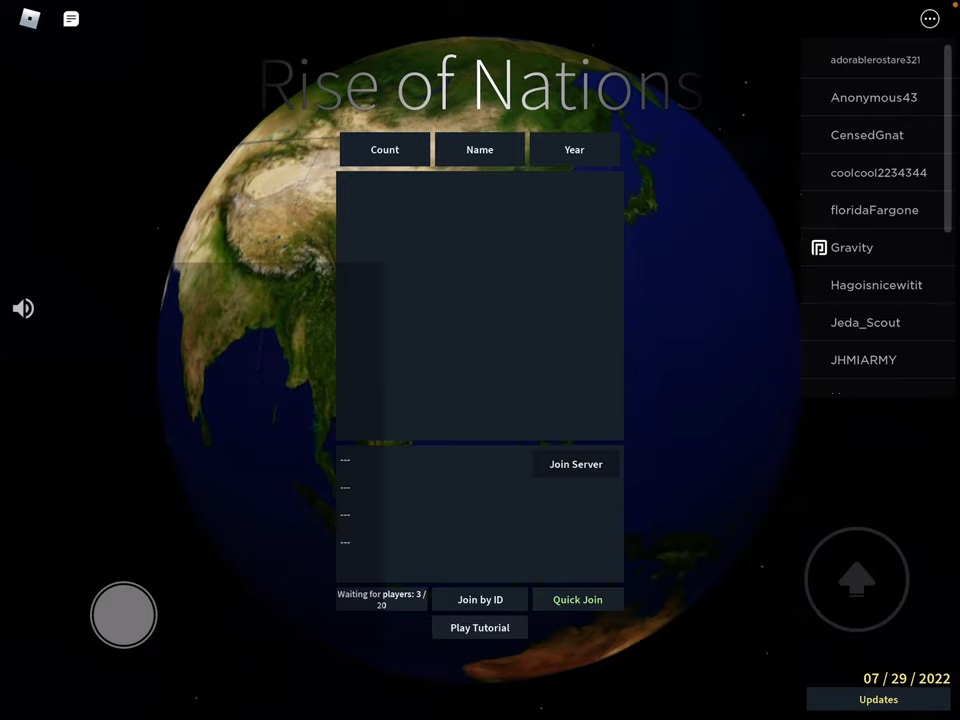 Rise of Nations
Count
Name
Year
---
Join Server
---
---
---
Waiting for players: 3 /
20
Join by ID
Quick Join
Play Tutorial
adorablerostare321
Anonymous43
CensedGnat
coolcool2234344
floridaFargone
Gravity
Hagoisnicewitit
Jeda_Scout
JHMIARMY
07 / 29 / 2022
Updates